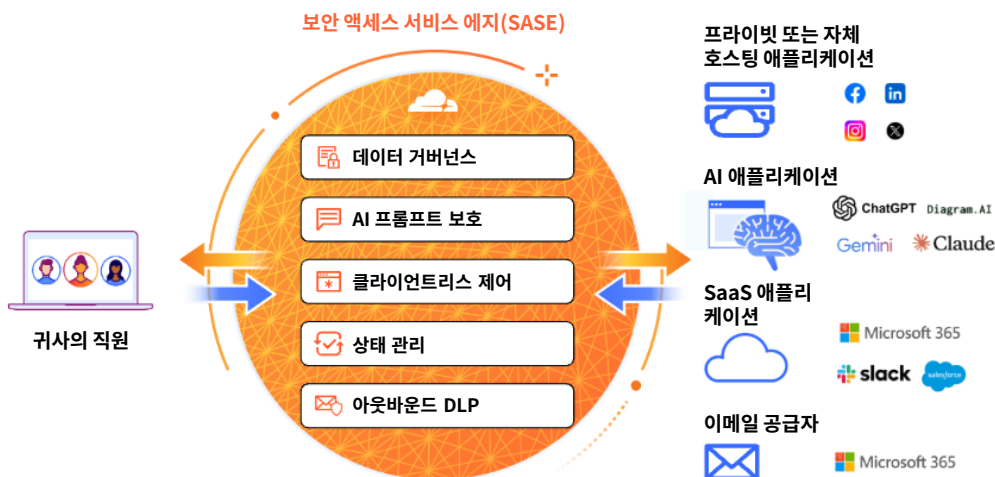 보안 액세스 서비스 에지(SASE)
데이터 거버넌스
AI 프롬프트 보호
클라이언트리스 제어
상태 관리
아웃바운드 DLP
귀사의 직원
프라이빗 또는 자체
호스팅 애플리케이션
in
AI 애플리케이션
ChatGPT Diagram.AI
Gemini Claude
SaaS 애플리
케이션
Microsoft 365
slack salesforce
이메일 공급자
Microsoft 365